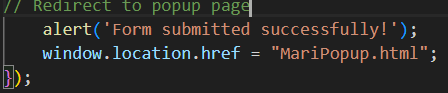 // Redirect to popup page
    alert('Form submitted successfully!');
    window.location.href = "MariPopup.html";
});